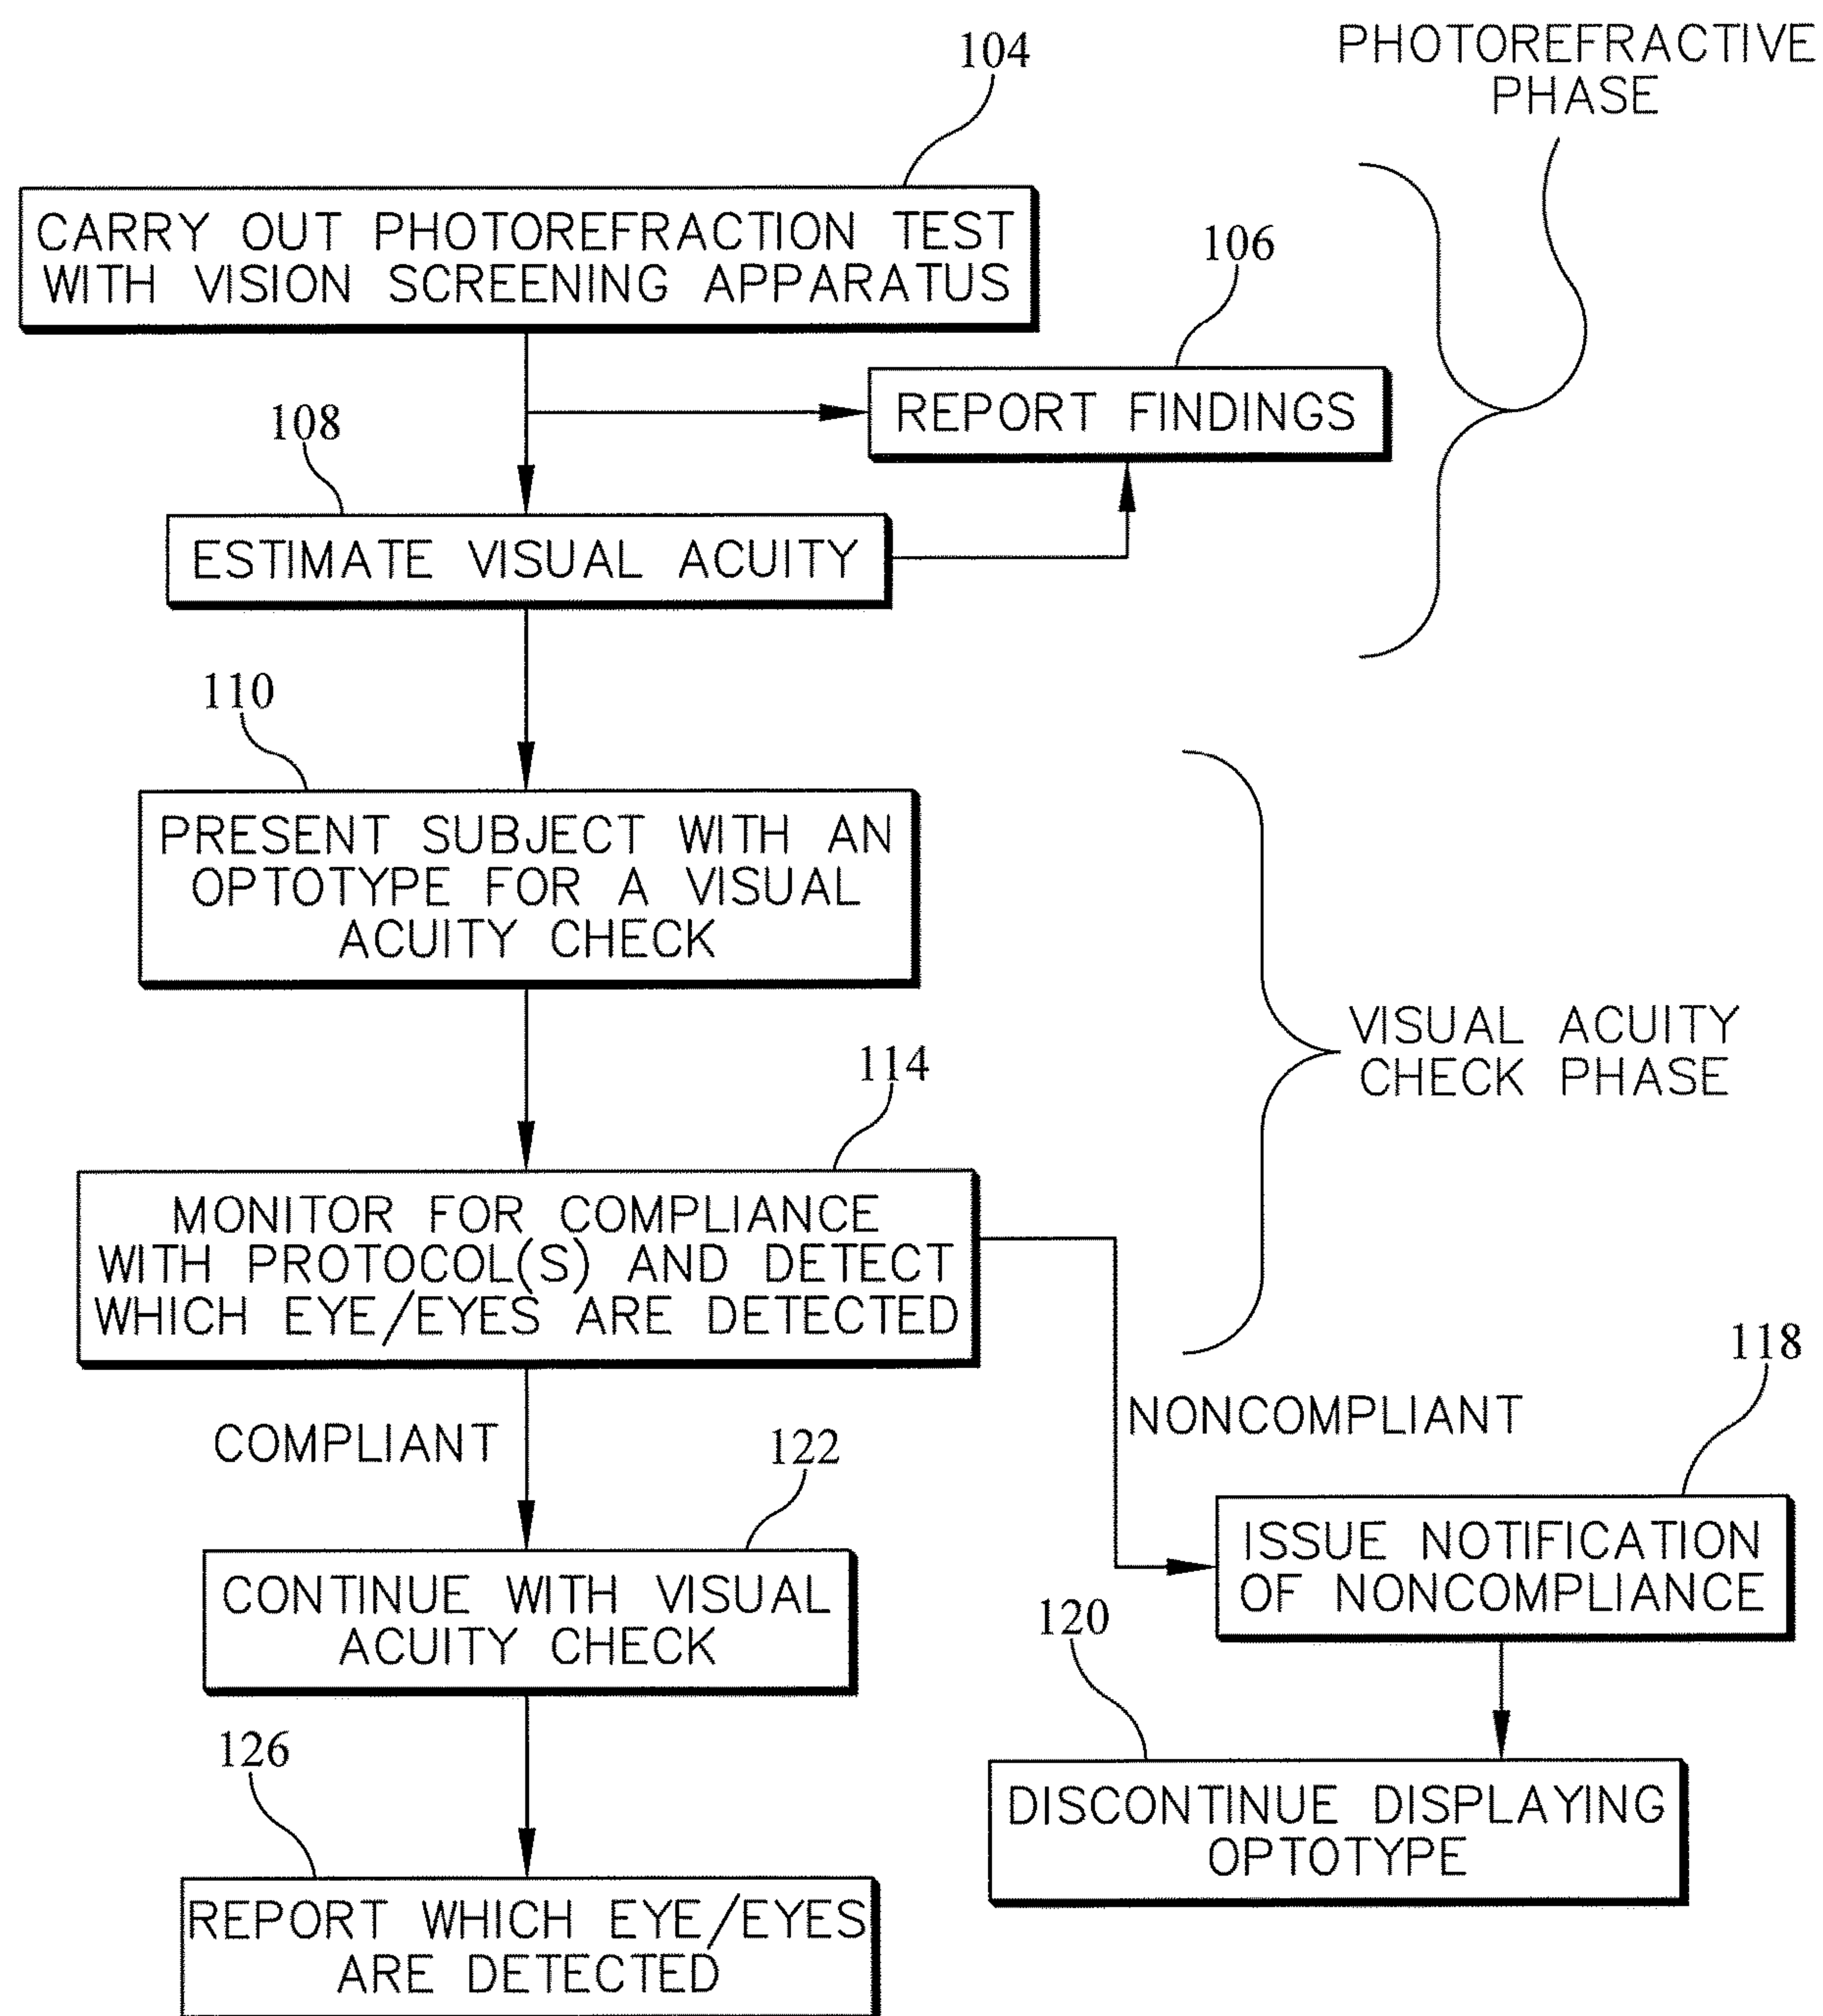 PHOTOREFRACTIVE
PHASE
104
CARRY OUT PHOTOREFRACTION TEST
WITH VISION SCREENING APPARATUS
106
REPORT FINDINGS
108
ESTIMATE VISUAL ACUITY
110
PRESENT SUBJECT WITH AN
OPTOTYPE FOR A VISUAL
ACUITY CHECK
VISUAL ACUITY
CHECK PHASE
114
MONITOR FOR COMPLIANCE
WITH PROTOCOL(S) AND DETECT
WHICH EYE/EYES ARE DETECTED
COMPLIANT
NONCOMPLIANT
118
ISSUE NOTIFICATION
OF NONCOMPLIANCE
122
CONTINUE WITH VISUAL
ACUITY CHECK
120
DISCONTINUE DISPLAYING
OPTOTYPE
126
REPORT WHICH EYE/EYES
ARE DETECTED